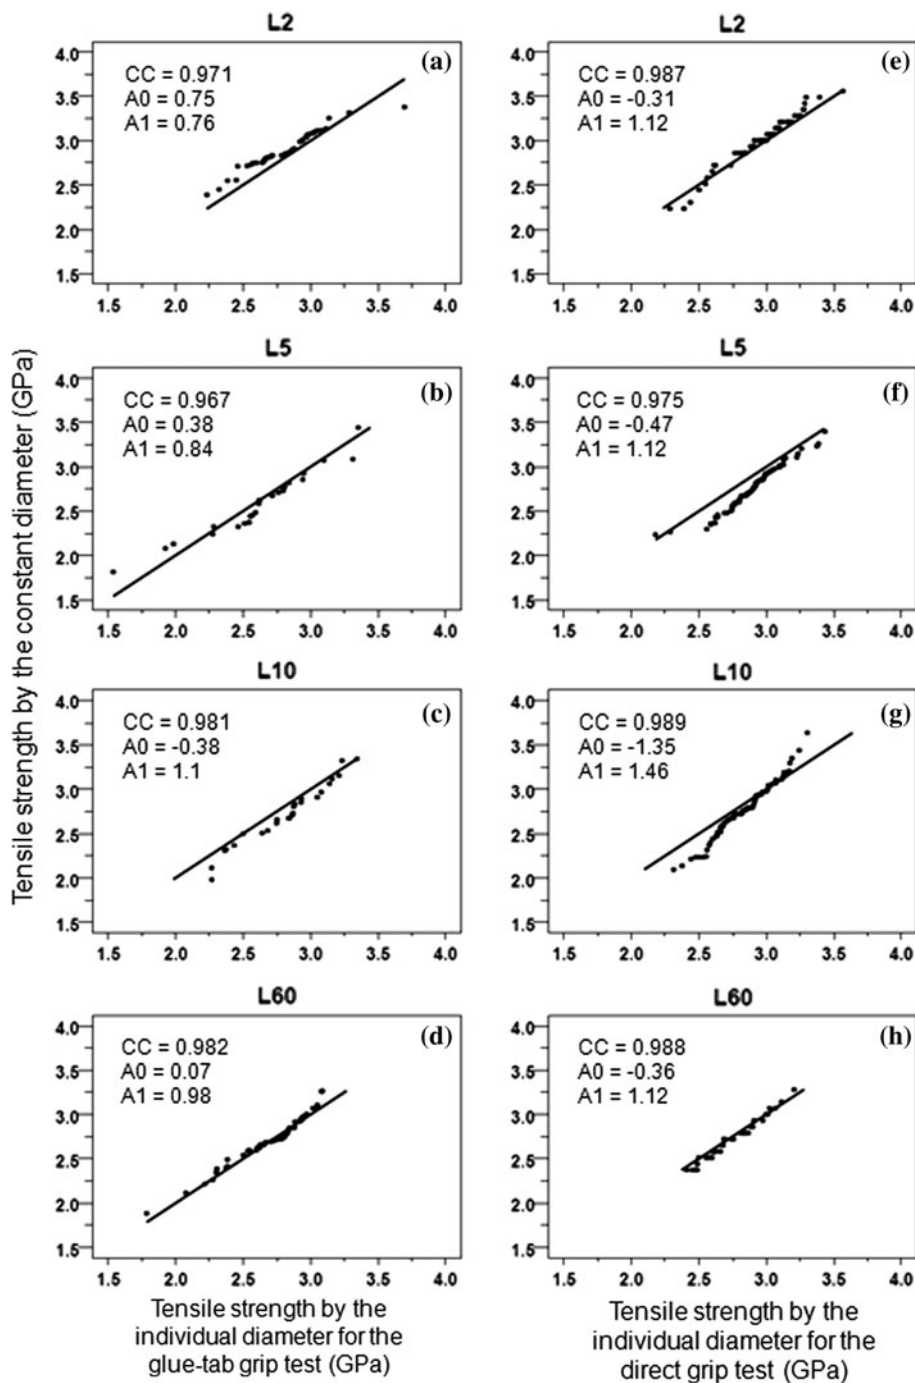 L2
(a)
CC = 0.971
A0 = 0.75
A1 = 0.76
4.0
3.5
3.0
2.5
2.0
1.5
1.5 2.0 2.5 3.0 3.5 4.0
L2
(e)
CC = 0.987
A0 = -0.31
A1 = 1.12
4.0
3.5
3.0
2.5
2.0
1.5
1.5 2.0 2.5 3.0 3.5 4.0
Tensile strength by the constant diameter (GPa)
L5
(b)
CC = 0.967
A0 = 0.38
A1 = 0.84
4.0
3.5
3.0
2.5
2.0
1.5
1.5 2.0 2.5 3.0 3.5 4.0
L5
(f)
CC = 0.975
A0 = -0.47
A1 = 1.12
4.0
3.5
3.0
2.5
2.0
1.5
1.5 2.0 2.5 3.0 3.5 4.0
L10
(c)
CC = 0.981
A0 = -0.38
A1 = 1.1
4.0
3.5
3.0
2.5
2.0
1.5
1.5 2.0 2.5 3.0 3.5 4.0
L10
(g)
CC = 0.989
A0 = -1.35
A1 = 1.46
4.0
3.5
3.0
2.5
2.0
1.5
1.5 2.0 2.5 3.0 3.5 4.0
L60
(d)
CC = 0.982
A0 = 0.07
A1 = 0.98
4.0
3.5
3.0
2.5
2.0
1.5
1.5 2.0 2.5 3.0 3.5 4.0
L60
(h)
CC = 0.988
A0 = -0.36
A1 = 1.12
4.0
3.5
3.0
2.5
2.0
1.5
1.5 2.0 2.5 3.0 3.5 4.0
Tensile strength by the
individual diameter for the
glue-tab grip test (GPa)
Tensile strength by the
individual diameter for the
direct grip test (GPa)